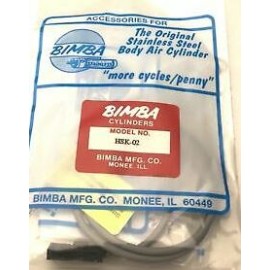 ACCESSORIES FOR
BIMBA
STAINLESS
The Original
Stainless Steel
Body Air Cylinder
"more cycles/penny"
BIMBA
CYLINDERS
MODEL NO.
HSK-02
BIMBA MFG. CO.
MONEE, ILL.
BIMBA MFG. CO. MONEE, IL 60449